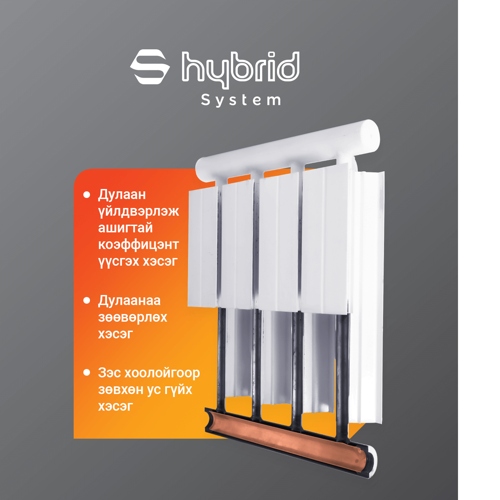 S hybrid
System
• Дулаан
үйлдвэрлэж
ашигтай
коэффицэнт
үүсгэх хэсэг
• Дулаанаа
зөөвөрлөх
хэсэг
• Зэс хоолойгоор
зөвхөн ус гүйх
хэсэг